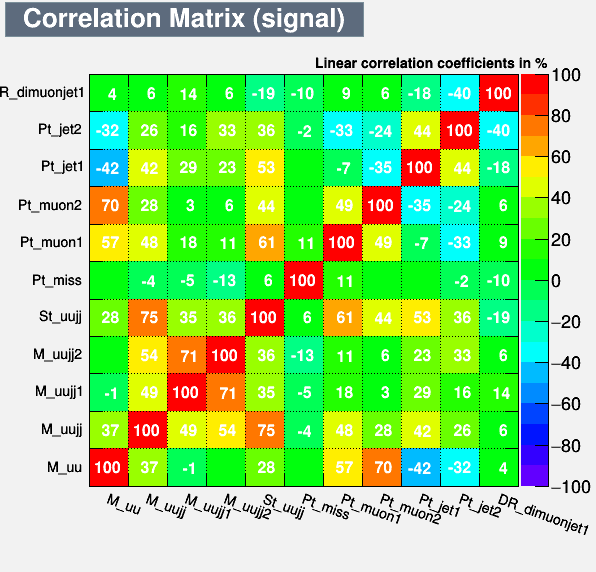 Correlation Matrix (signal)
Linear correlation coefficients in %
R_dimuonjet1 4 6 14 6 -19 -10 9 6 -18 -40 100
Pt_jet2 -32 26 16 33 36 -2 -33 -24 44 100 -40
Pt_jet1 -42 42 29 23 53 -7 -35 100 44 -18
Pt_muon2 70 28 3 6 44 49 100 -35 -24 6
Pt_muon1 57 48 18 11 61 11 100 49 -7 -33 9
Pt_miss -4 -5 -13 6 100 11 -2 -10
St_uujj 28 75 35 36 100 6 61 44 53 36 -19
M_uujj2 54 71 100 36 -13 11 6 23 33 6
M_uujj1 -1 49 100 71 35 -5 18 3 29 16 14
M_uujj 37 100 49 54 75 -4 48 28 42 26 6
M_uu 100 37 -1 28 57 70 -42 -32 4
M_uu M_uujj M_uujj1 M_uujj2 St_uujj Pt_miss Pt_muon1 Pt_muon2 Pt_jet1 Pt_jet2 DR_dimuonjet1
100
80
60
40
20
0
−20
−40
−60
−80
−100